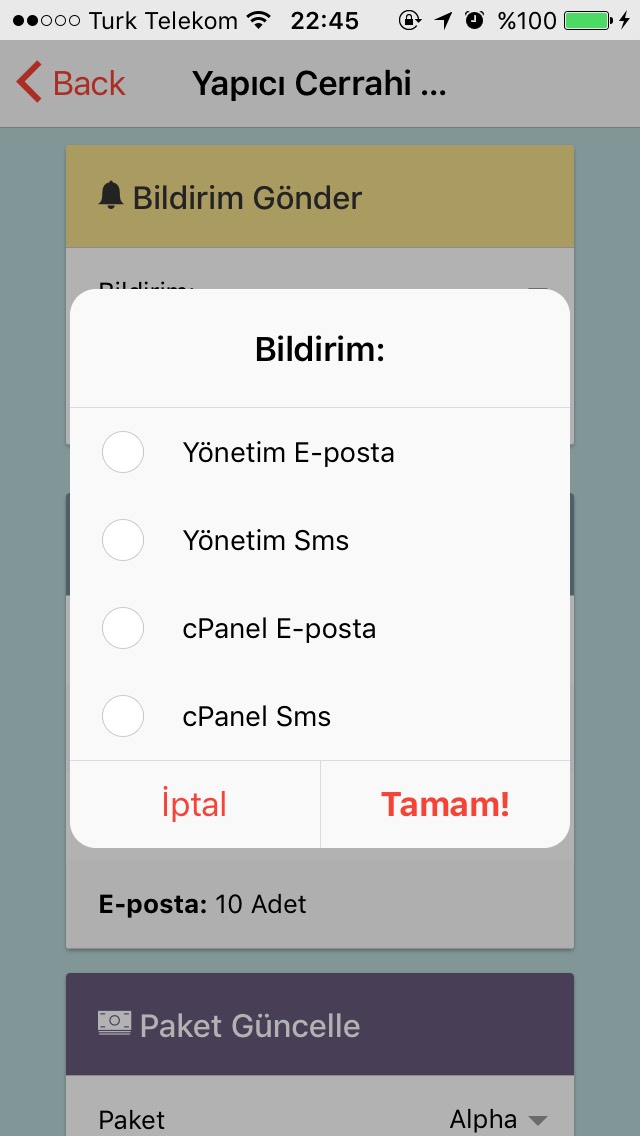 Turk Telekom 22:45 %100
Back Yapıcı Cerrahi ...
Bildirim Gönder
Bildirim:
Bildirim:
Yönetim E-posta
Yönetim Sms
cPanel E-posta
cPanel Sms
İptal Tamam!
E-posta: 10 Adet
Paket Güncelle
Paket Alpha